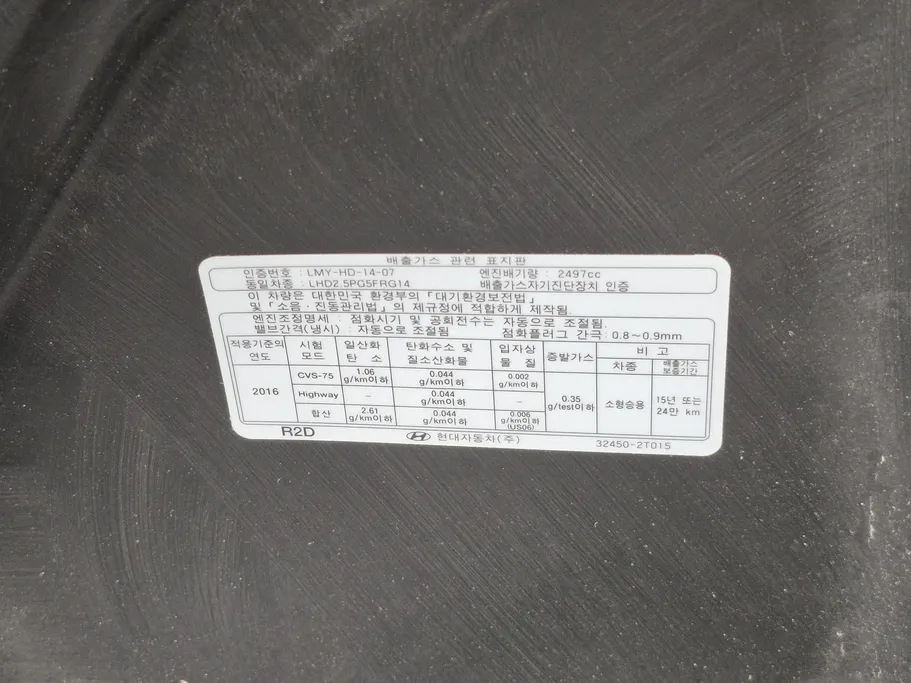 배출가스 관련 표지판
인증번호 : LMY-HD-14-07 엔진배기량 : 2497cc
동일차종 : LHD2.5PG5FRG14 배출가스자기진단장치 인증
이 차량은 대한민국 환경부의 「대기환경보전법」
및 「소음·진동관리법」의 제규정에 적합하게 제작됨.
엔진조정명세 : 점화시기 및 공회전수는 자동으로 조절됨.
밸브간격(냉시) : 자동으로 조절됨 점화플러그 간극 : 0.8~0.9mm
적용기준의 연도 시험 모드 일산화 탄소 탄화수소 및 질소산화물 입자상 물질 증발가스 비고
차종 배출가스 보증기간
2016 CVS-75 1.06 g/km이하 0.044 g/km이하 0.002 g/km이하 0.35 g/test이하 소형승용 15년 또는 24만 km
Highway - 0.044 g/km이하 -
합산 2.61 g/km이하 0.044 g/km이하 0.006 g/km이하 (US06)
R2D 현대자동차(주) 32450-2T015